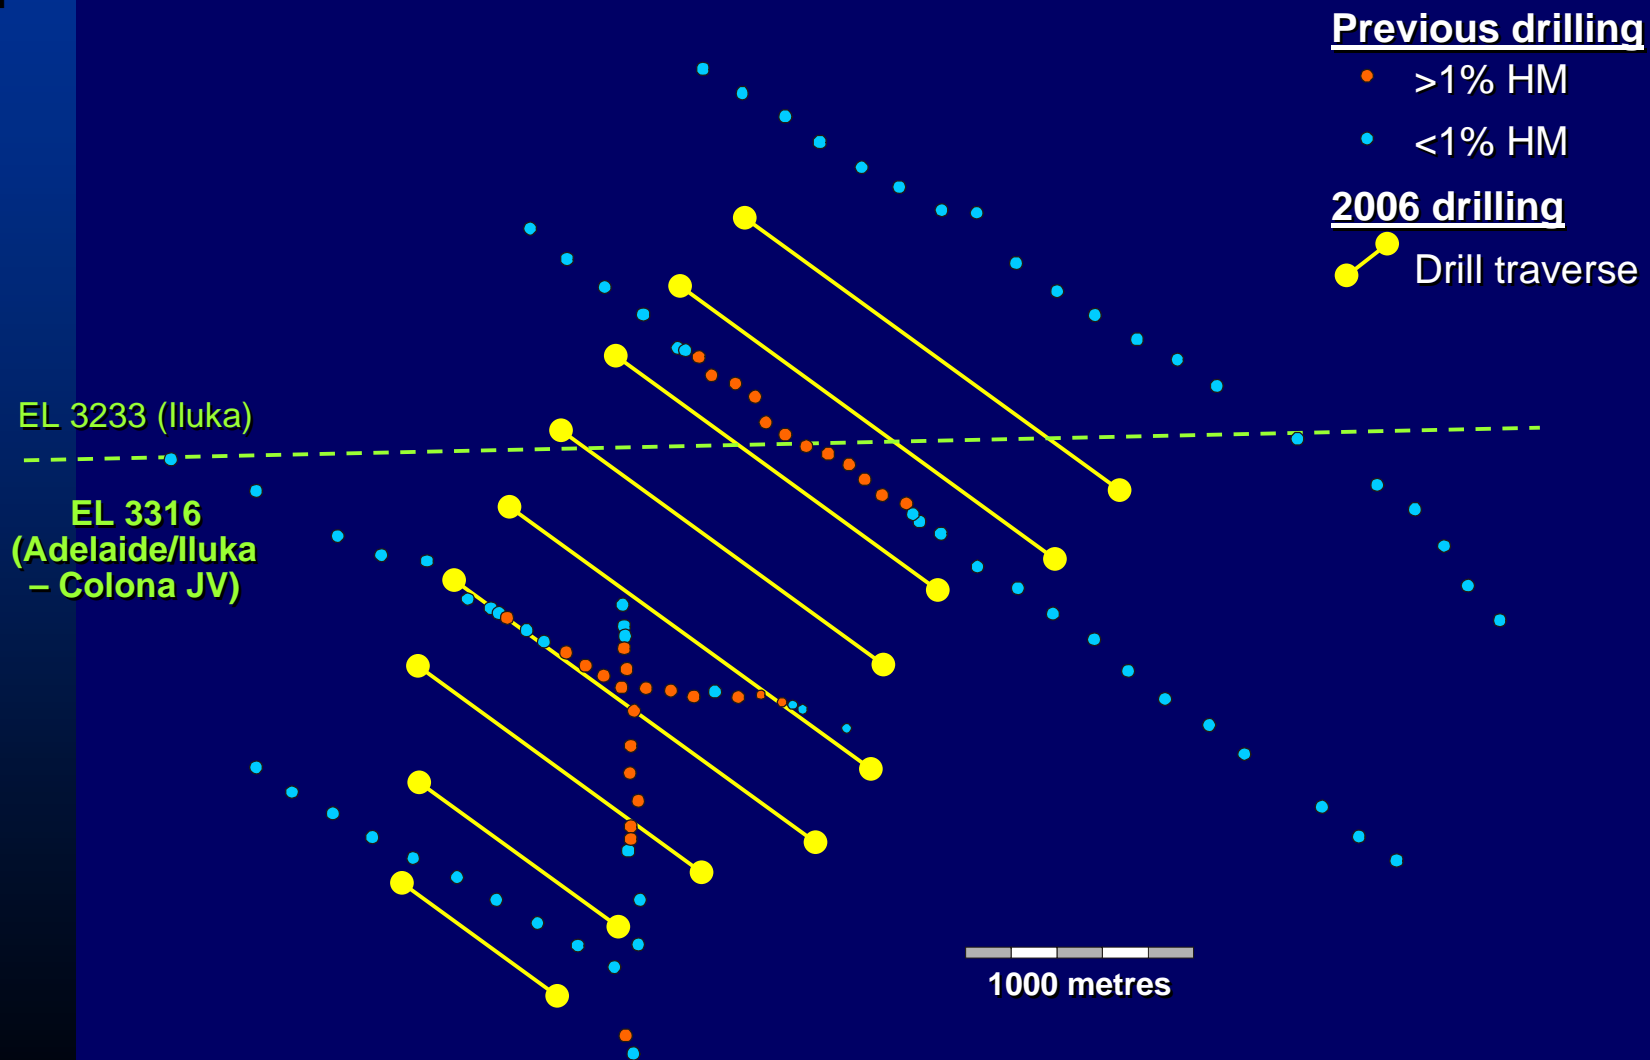 Previous drilling
>1% HM
<1% HM
2006 drilling
Drill traverse
EL 3233 (Iluka)
EL 3316
(Adelaide/Iluka
– Colona JV)
1000 metres